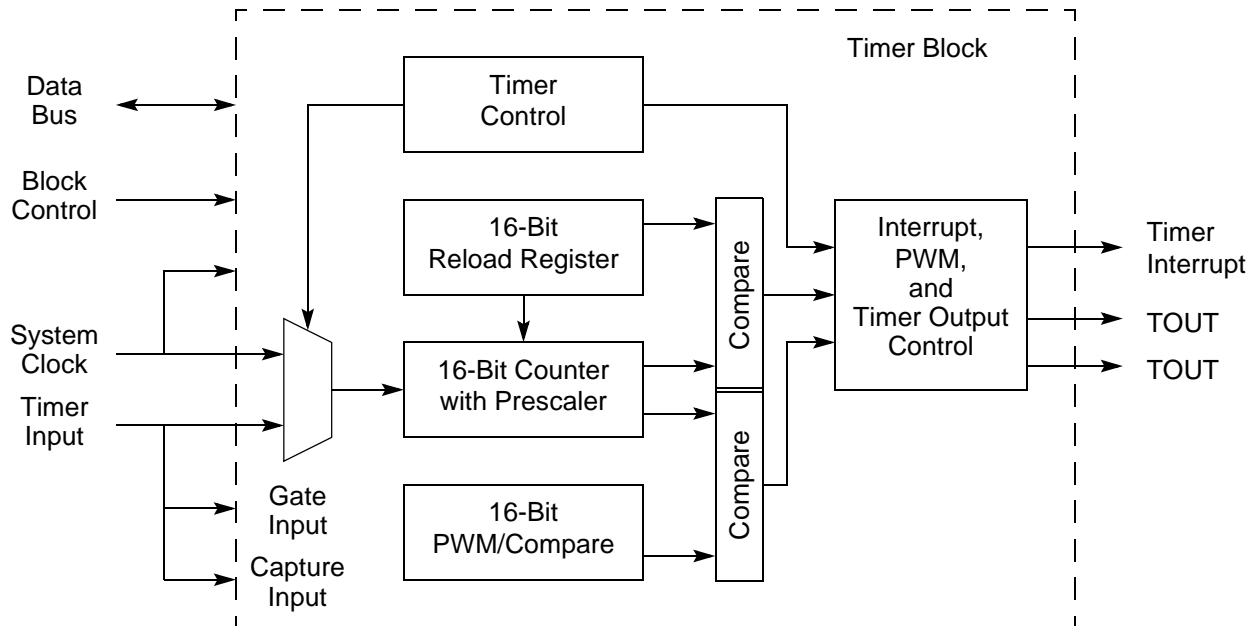 Timer Block
Data
Bus
Block
Control
System
Clock
Timer
Input
Gate
Input
Capture
Input
Timer
Control
16-Bit
Reload Register
16-Bit Counter
with Prescaler
16-Bit
PWM/Compare
Compare
Compare
Interrupt,
PWM,
and
Timer Output
Control
Timer
Interrupt
TOUT
TOUT